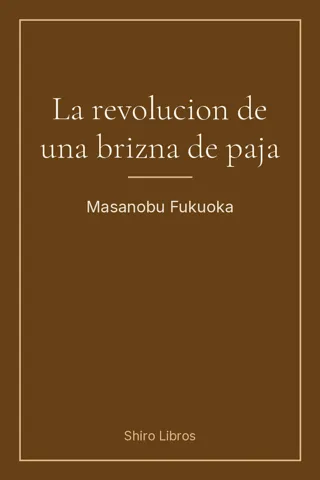 La revolucion de
una brizna de paja
Masanobu Fukuoka
Shiro Libros